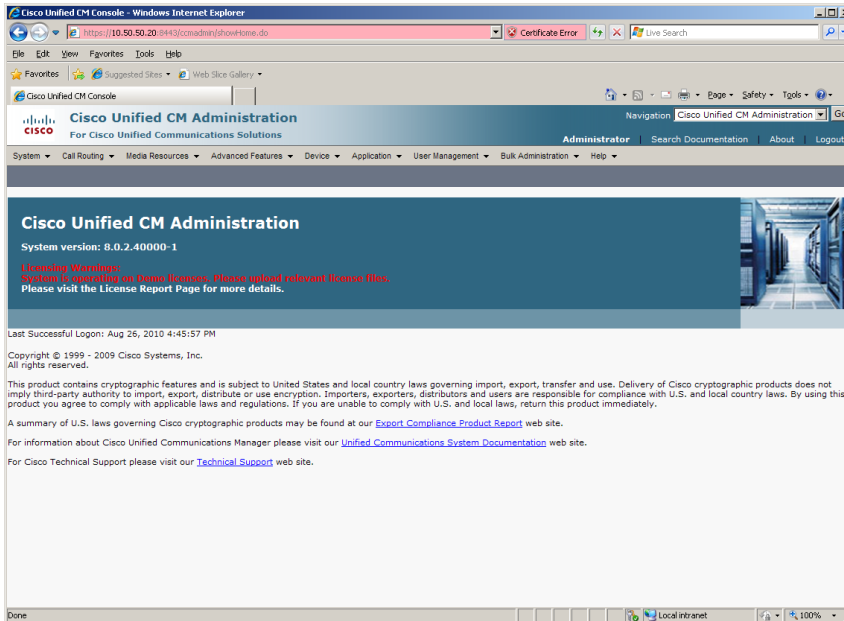 Cisco Unified CM Console - Windows Internet Explorer
https://10.50.50.20:8443/ccmadmin/showHome.do
Certificate Error
Live Search
File Edit View Favorites Tools Help
Favorites Suggested Sites Web Slice Gallery
Cisco Unified CM Console
Page Safety Tools
CISCO
Cisco Unified CM Administration
For Cisco Unified Communications Solutions
Navigation Cisco Unified CM Administration Go
Administrator | Search Documentation | About | Logout
System Call Routing Media Resources Advanced Features Device Application User Management Bulk Administration Help
Cisco Unified CM Administration
System version: 8.0.2.40000-1
Licensing Warnings:
System is operating on Demo licenses, Please upload relevant license files.
Please visit the License Report Page for more details.
Last Successful Logon: Aug 26, 2010 4:45:57 PM
Copyright © 1999 - 2009 Cisco Systems, Inc.
All rights reserved.
This product contains cryptographic features and is subject to United States and local country laws governing import, export, transfer and use. Delivery of Cisco cryptographic products does not
imply third-party authority to import, export, distribute or use encryption. Importers, exporters, distributors and users are responsible for compliance with U.S. and local country laws. By using this
product you agree to comply with applicable laws and regulations. If you are unable to comply with U.S. and local laws, return this product immediately.
A summary of U.S. laws governing Cisco cryptographic products may be found at our Export Compliance Product Report web site.
For information about Cisco Unified Communications Manager please visit our Unified Communications System Documentation web site.
For Cisco Technical Support please visit our Technical Support web site.
Done
Local intranet
100%